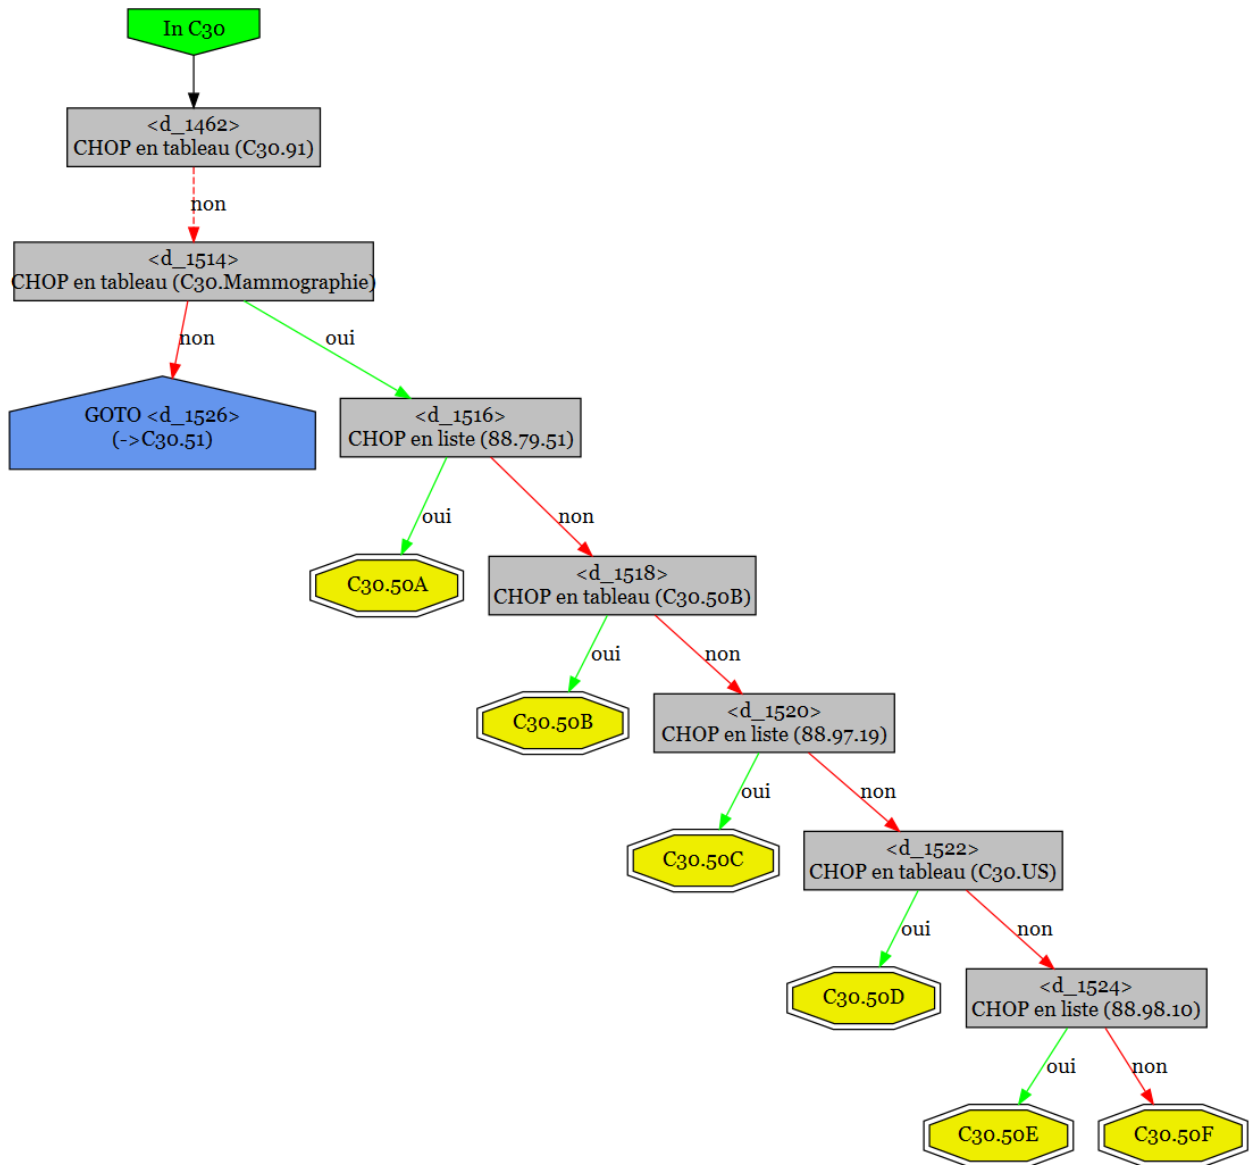 In C30
<d_1462>
CHOP en tableau (C30.91)
non
<d_1514>
CHOP en tableau (C30.Mammographie)
non
oui
GOTO <d_1526>
(->C30.51)
<d_1516>
CHOP en liste (88.79.51)
oui
non
C30.50A
<d_1518>
CHOP en tableau (C30.50B)
oui
non
C30.50B
<d_1520>
CHOP en liste (88.97.19)
oui
non
C30.50C
<d_1522>
CHOP en tableau (C30.US)
oui
non
C30.50D
<d_1524>
CHOP en liste (88.98.10)
oui
non
C30.50E
C30.50F